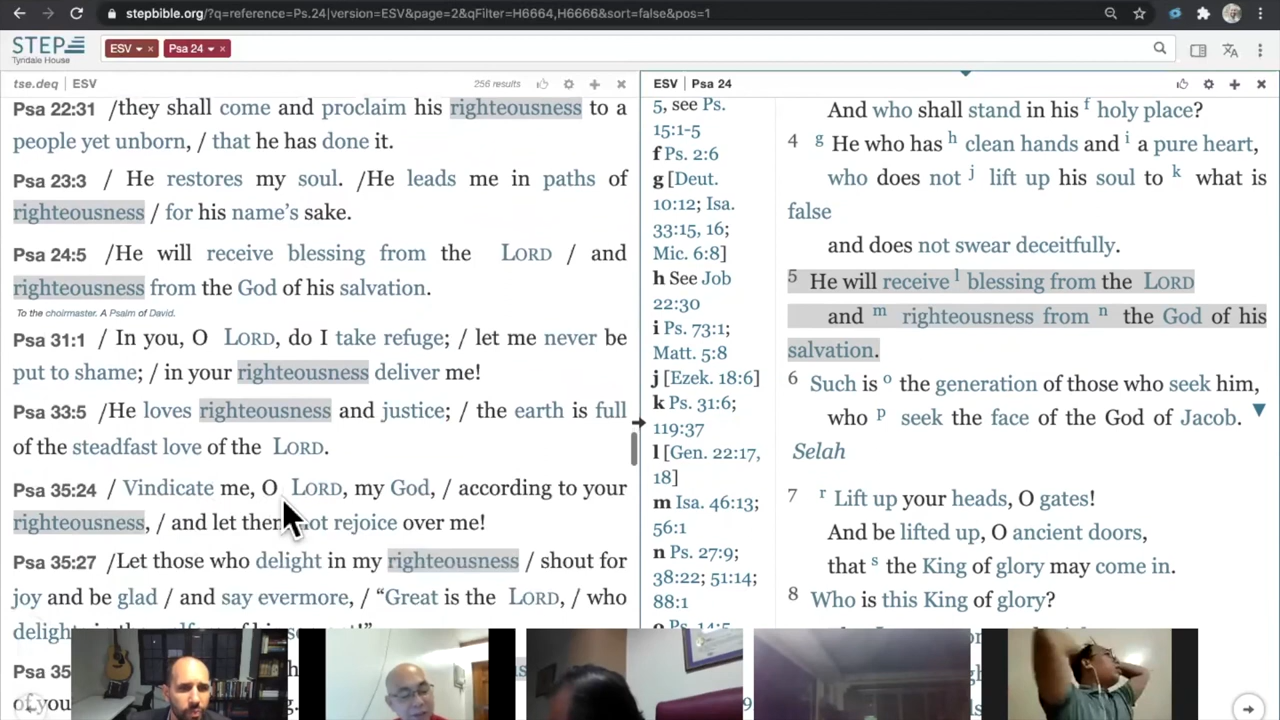 stepbible.org/?q=reference=Ps.24|version=ESV&page=2&qFilter=H6664,H6666&sort=false&pos=1
STEP
Tyndale House
ESV
Psa 24
tse.deq | ESV
256 results
Psa 22:31 /they shall come and proclaim his righteousness to a
people yet unborn, / that he has done it.
Psa 23:3 / He restores my soul. /He leads me in paths of
righteousness / for his name’s sake.
Psa 24:5 /He will receive blessing from the LORD / and
righteousness from the God of his salvation.
To the choirmaster. A Psalm of David.
Psa 31:1 / In you, O LORD, do I take refuge; / let me never be
put to shame; / in your righteousness deliver me!
Psa 33:5 /He loves righteousness and justice; / the earth is full
of the steadfast love of the LORD.
Psa 35:24 / Vindicate me, O LORD, my God, / according to your
righteousness, / and let them not rejoice over me!
Psa 35:27 /Let those who delight in my righteousness / shout for
joy and be glad / and say evermore, / “Great is the LORD, / who
Psa 35
ESV | Psa 24
5, see Ps.
15:1-5
f Ps. 2:6
g [Deut.
10:12; Isa.
33:15, 16;
Mic. 6:8]
h See Job
22:30
i Ps. 73:1;
Matt. 5:8
j [Ezek. 18:6]
k Ps. 31:6;
119:37
l [Gen. 22:17,
18]
m Isa. 46:13;
56:1
n Ps. 27:9;
38:22; 51:14;
88:1
o Ps. 14:5
And who shall stand in his f holy place?
4 g He who has h clean hands and i a pure heart,
who does not j lift up his soul to k what is
false
and does not swear deceitfully.
5 He will receive l blessing from the LORD
and m righteousness from n the God of his
salvation.
6 Such is o the generation of those who seek him,
who p seek the face of the God of Jacob.
Selah
7 r Lift up your heads, O gates!
And be lifted up, O ancient doors,
that s the King of glory may come in.
8 Who is this King of glory?